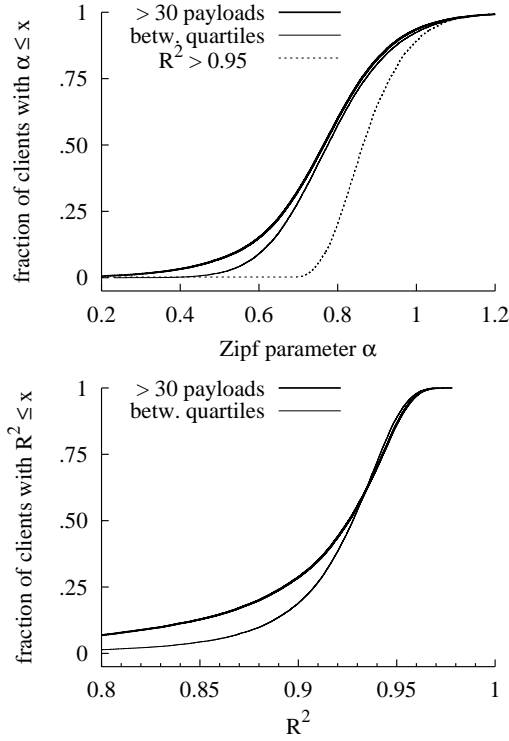 fraction of clients with α ≤ x
1
.75
.50
.25
0
> 30 payloads
betw. quartiles
R² > 0.95
0.2 0.4 0.6 0.8 1 1.2
Zipf parameter α
fraction of clients with R² ≤ x
1
.75
.50
.25
0
> 30 payloads
betw. quartiles
0.8 0.85 0.9 0.95 1
R²